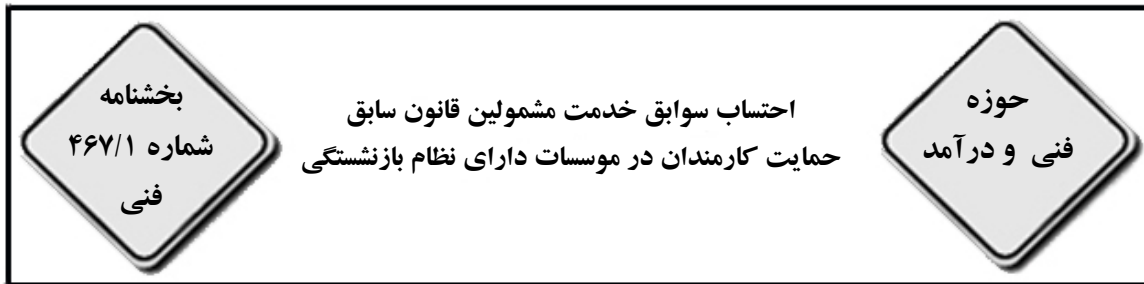 حوزه
فنی و درآمد
احتساب سوابق خدمت مشمولین قانون سابق
حمایت کارمندان در موسسات دارای نظام بازنشستگی
بخشنامه
شماره ۴۶۷/۱
فنی